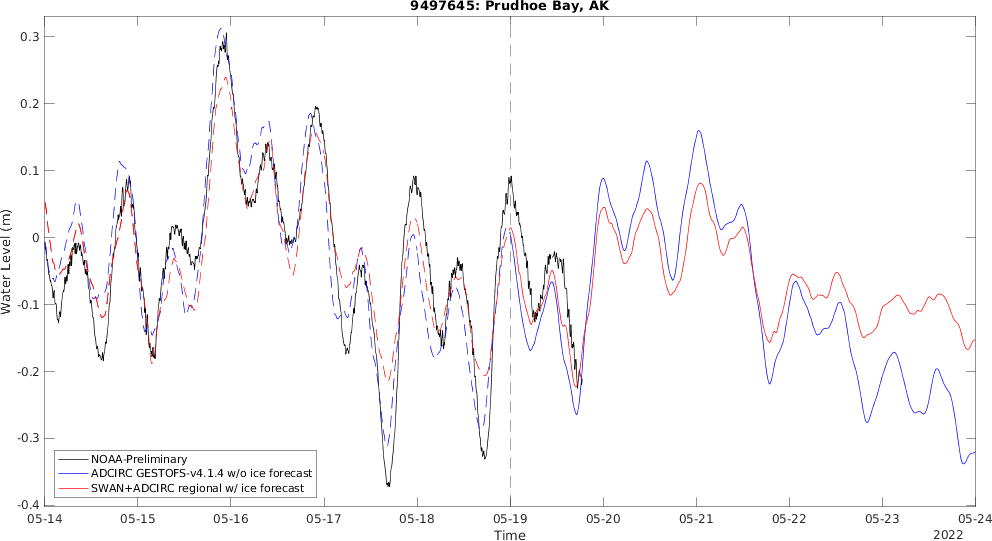 9497645: Prudhoe Bay, AK
Water Level (m)
0.3
0.2
0.1
0
-0.1
-0.2
-0.3
-0.4
NOAA-Preliminary
ADCIRC GESTOFS-v4.1.4 w/o ice forecast
SWAN+ADCIRC regional w/ ice forecast
05-14 05-15 05-16 05-17 05-18 05-19 05-20 05-21 05-22 05-23 05-24
Time
2022